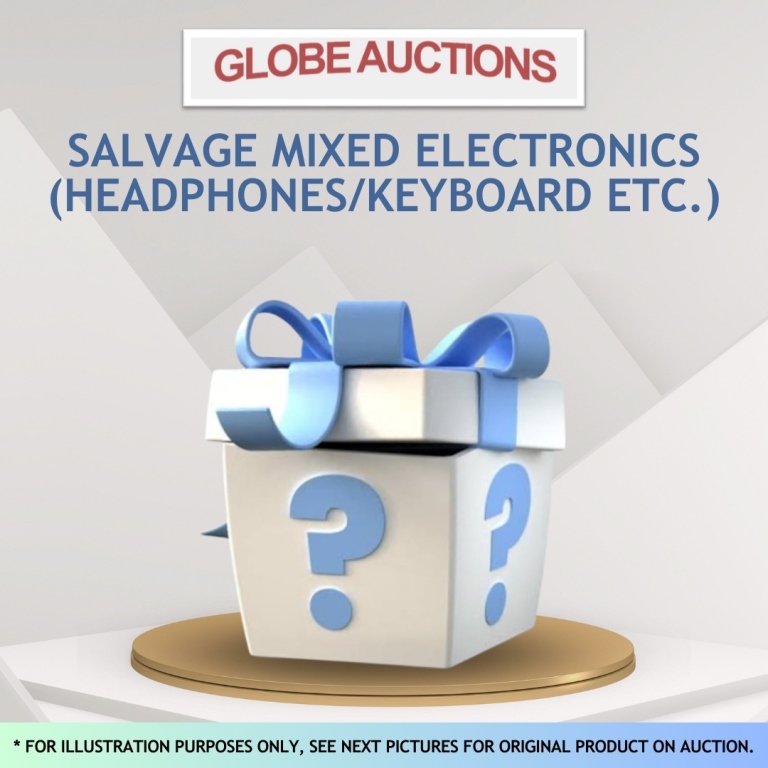 GLOBE AUCTIONS
SALVAGE MIXED ELECTRONICS
(HEADPHONES/KEYBOARD ETC.)
?
?
* FOR ILLUSTRATION PURPOSES ONLY, SEE NEXT PICTURES FOR ORIGINAL PRODUCT ON AUCTION.